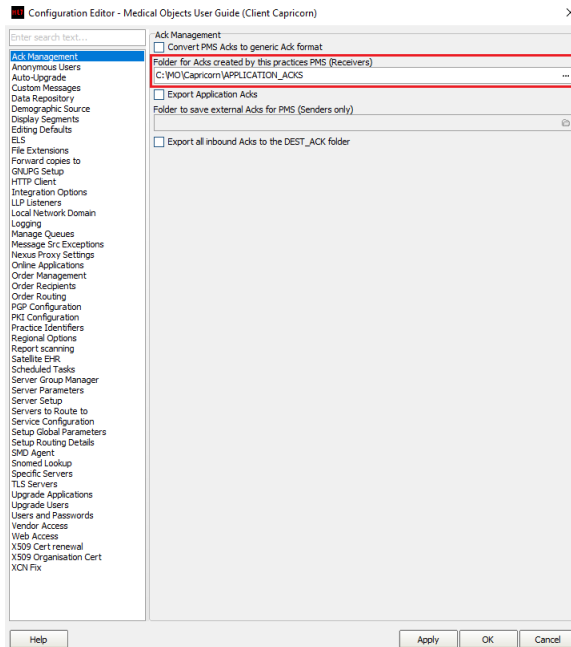 Configuration Editor - Medical Objects User Guide (Client Capricorn)
Enter search text...
Ack Management
Anonymous Users
Auto-Upgrade
Custom Messages
Data Repository
Demographic Source
Display Segments
Editing Defaults
ELS
File Extensions
Forward copies to
GNUPG Setup
HTTP Client
Integration Options
LLP Listeners
Local Network Domain
Logging
Manage Queues
Message Src Exceptions
Nexus Proxy Settings
Online Applications
Order Management
Order Recipients
Order Routing
PGP Configuration
PKI Configuration
Practice Identifiers
Regional Options
Report scanning
Satellite EHR
Scheduled Tasks
Server Group Manager
Server Parameters
Server Setup
Servers to Route to
Service Configuration
Setup Global Parameters
Setup Routing Details
SMD Agent
Snomed Lookup
Specific Servers
TLS Servers
Upgrade Applications
Upgrade Users
Users and Passwords
Vendor Access
Web Access
X509 Cert renewal
X509 Organisation Cert
XCN Fix
Ack Management
Convert PMS Acks to generic Ack format
Folder for Acks created by this practices PMS (Receivers)
C:\MO\Capricorn\APPLICATION_ACKS
...
Export Application Acks
Folder to save external Acks for PMS (Senders only)
Export all inbound Acks to the DEST_ACK folder
Help
Apply
OK
Cancel